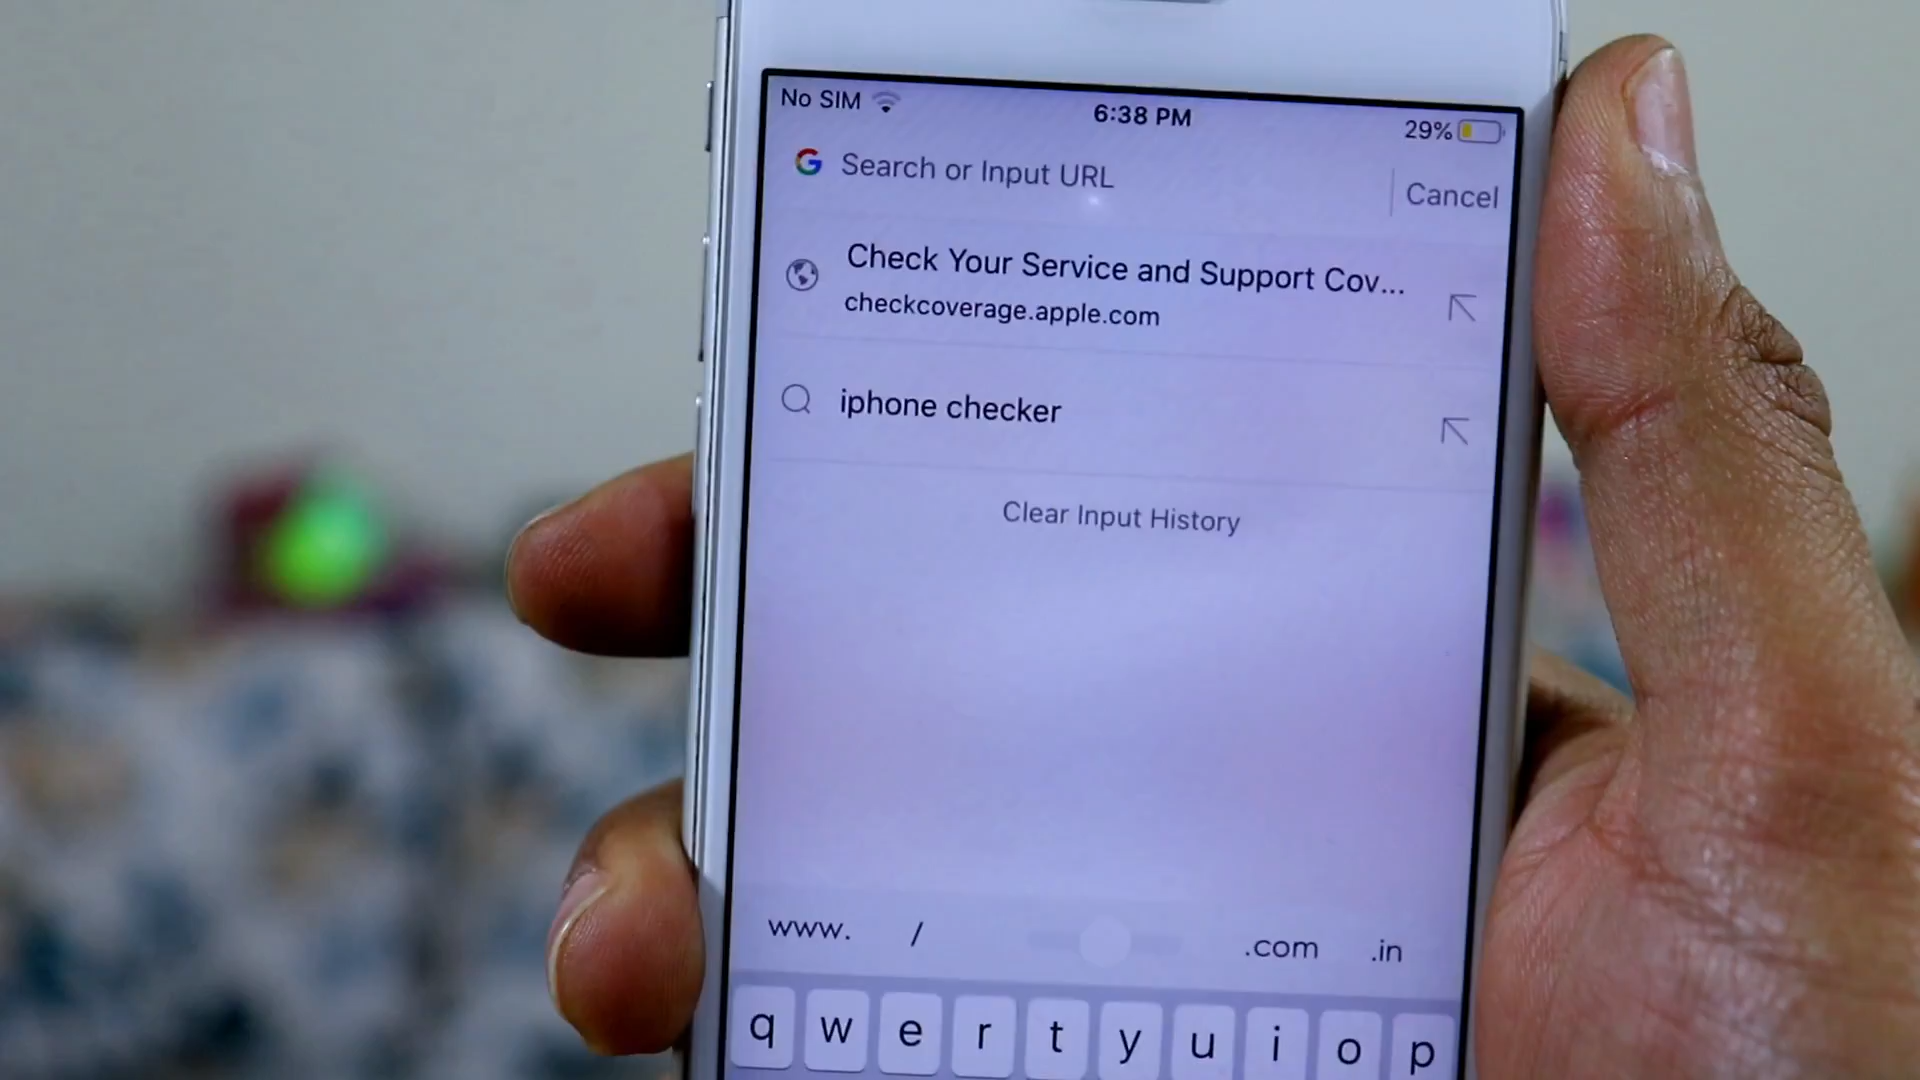 No SIM 6:38 PM 29%
G Search or Input URL Cancel
Check Your Service and Support Cov...
checkcoverage.apple.com
iphone checker
Clear Input History
www. / .com .in
q w e r t y u i o p